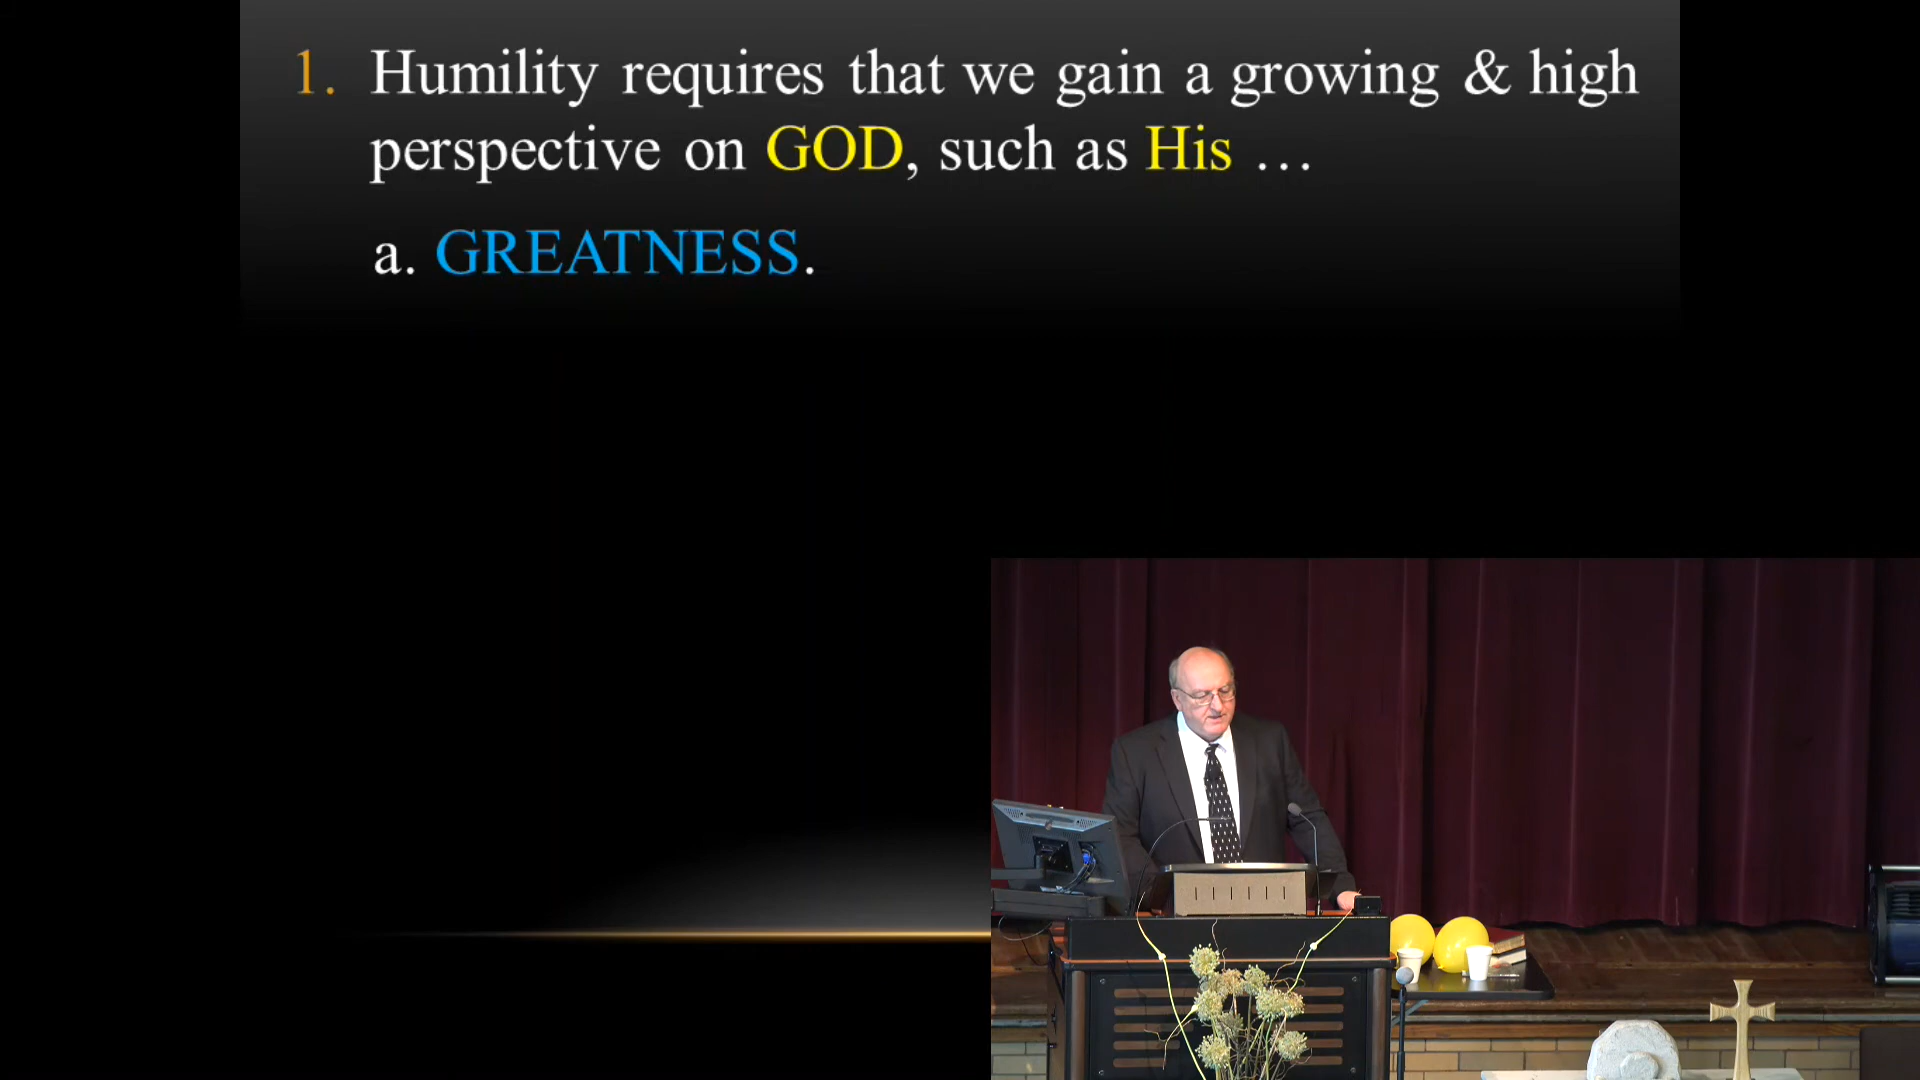 1. Humility requires that we gain a growing & high
perspective on GOD, such as His …
a. GREATNESS.